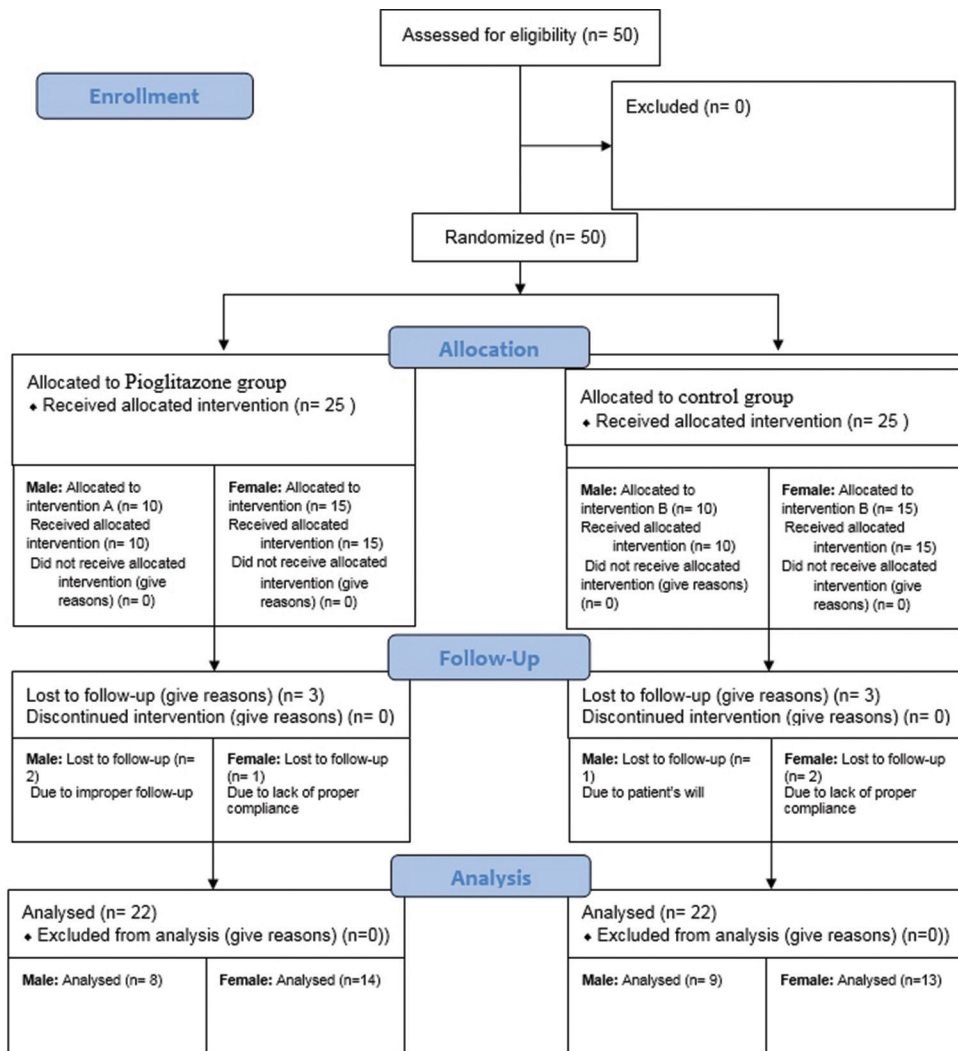 Assessed for eligibility (n= 50)
Enrollment
Excluded (n= 0)
Randomized (n= 50)
Allocation
Allocated to Pioglitazone group
⬥ Received allocated intervention (n= 25 )
Male: Allocated to
intervention A (n= 10)
Received allocated
intervention (n= 10)
Did not receive allocated
intervention (give
reasons) (n= 0)
Female: Allocated to
intervention (n= 15)
Received allocated
intervention (n= 15)
Did not receive allocated
intervention (give
reasons) (n= 0)
Allocated to control group
⬥ Received allocated intervention (n= 25 )
Male: Allocated to
intervention B (n= 10)
Received allocated
intervention (n= 10)
Did not receive allocated
intervention (give reasons)
(n= 0)
Female: Allocated to
intervention B (n= 15)
Received allocated
intervention (n= 15)
Did not receive allocated
intervention (give
reasons) (n= 0)
Follow-Up
Lost to follow-up (give reasons) (n= 3)
Discontinued intervention (give reasons) (n= 0)
Male: Lost to follow-up (n=
2)
Due to improper follow-up
Female: Lost to follow-up
(n= 1)
Due to lack of proper
compliance
Lost to follow-up (give reasons) (n= 3)
Discontinued intervention (give reasons) (n= 0)
Male: Lost to follow-up (n=
1)
Due to patient's will
Female: Lost to follow-up
(n= 2)
Due to lack of proper
compliance
Analysis
Analysed (n= 22)
⬥ Excluded from analysis (give reasons) (n=0))
Male: Analysed (n= 8)
Female: Analysed (n=14)
Analysed (n= 22)
⬥ Excluded from analysis (give reasons) (n=0))
Male: Analysed (n= 9)
Female: Analysed (n=13)